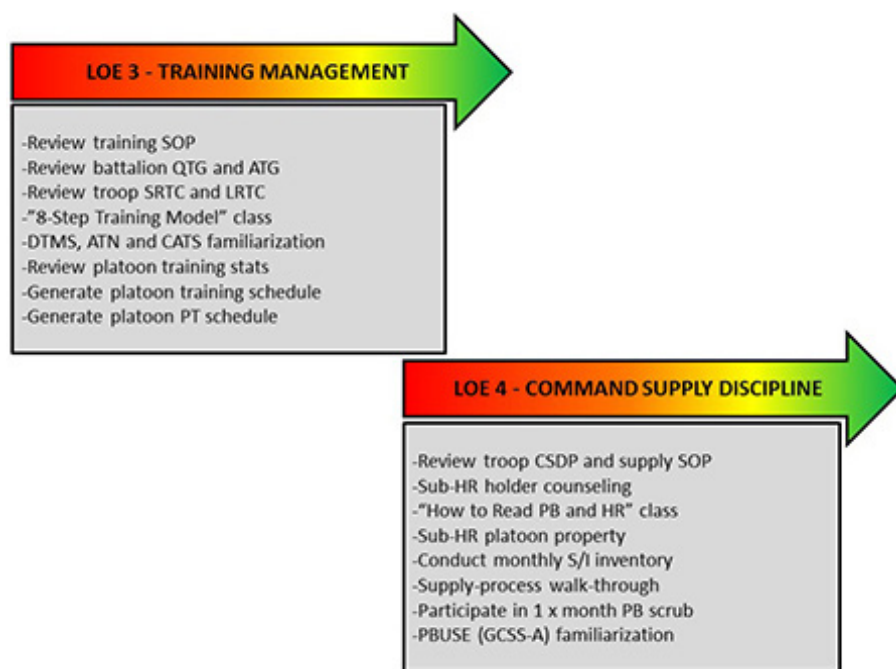 LOE 3 - TRAINING MANAGEMENT
-Review training SOP
-Review battalion QTG and ATG
-Review troop SRTC and LRTC
-"8-Step Training Model" class
-DTMS, ATN and CATS familiarization
-Review platoon training stats
-Generate platoon training schedule
-Generate platoon PT schedule
LOE 4 - COMMAND SUPPLY DISCIPLINE
-Review troop CSDP and supply SOP
-Sub-HR holder counseling
-"How to Read PB and HR" class
-Sub-HR platoon property
-Conduct monthly S/I inventory
-Supply-process walk-through
-Participate in 1 x month PB scrub
-PBUSE (GCSS-A) familiarization